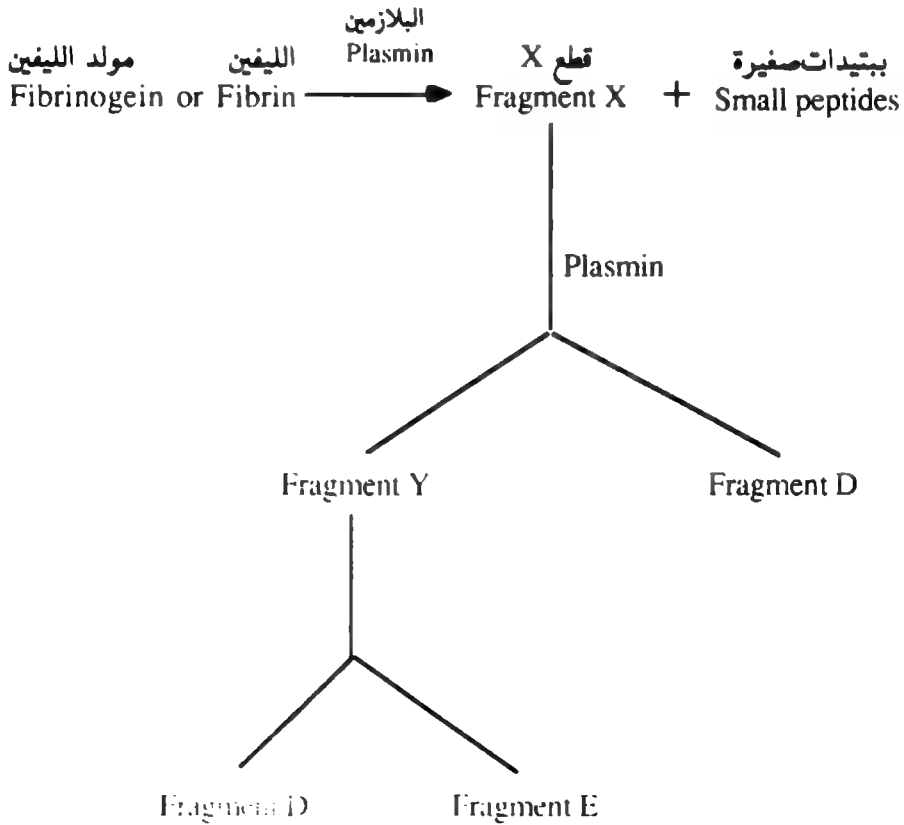 البلازمين
مولد الليفين الليفين Plasmin قطع X ببتيدات صغيرة
Fibrinogein or Fibrin Fragment X + Small peptides
Plasmin
Fragment Y Fragment D
Fragment D Fragment E